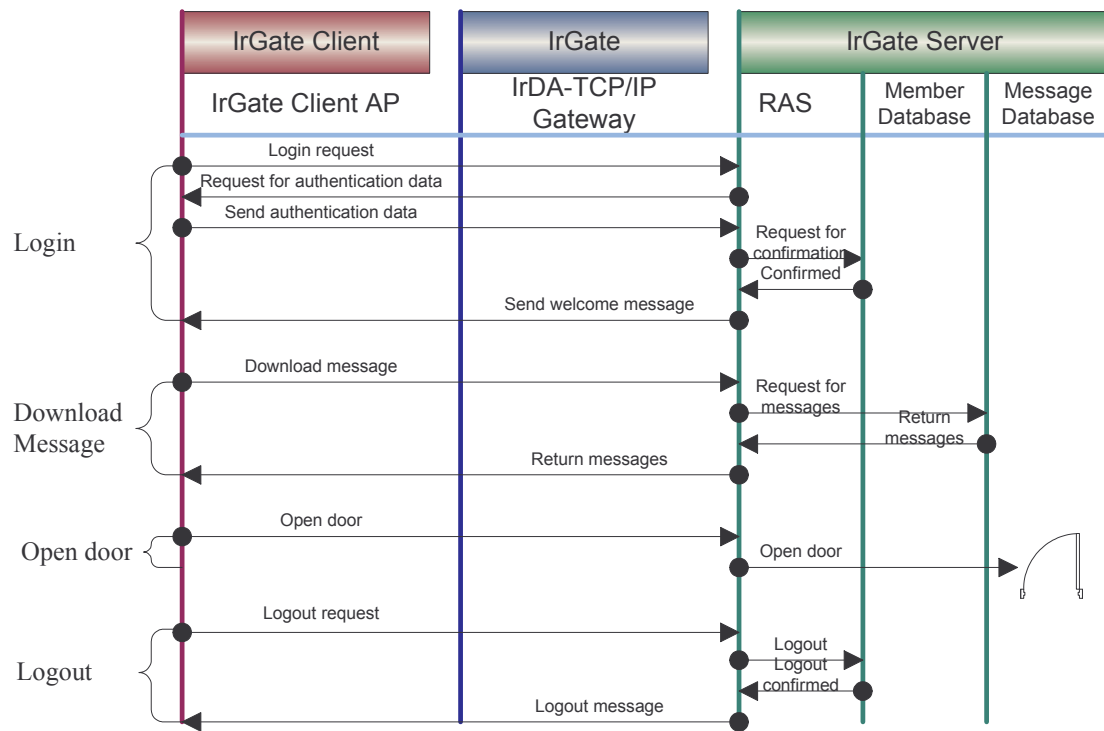 IrGate Client
IrGate
IrGate Server
IrGate Client AP
IrDA-TCP/IP
Gateway
RAS
Member
Database
Message
Database
Login
Login request
Request for authentication data
Send authentication data
Request for
confirmation
Confirmed
Send welcome message
Download
Message
Download message
Request for
messages
Return
messages
Return messages
Open door
Open door
Open door
Logout
Logout request
Logout
Logout
confirmed
Logout message